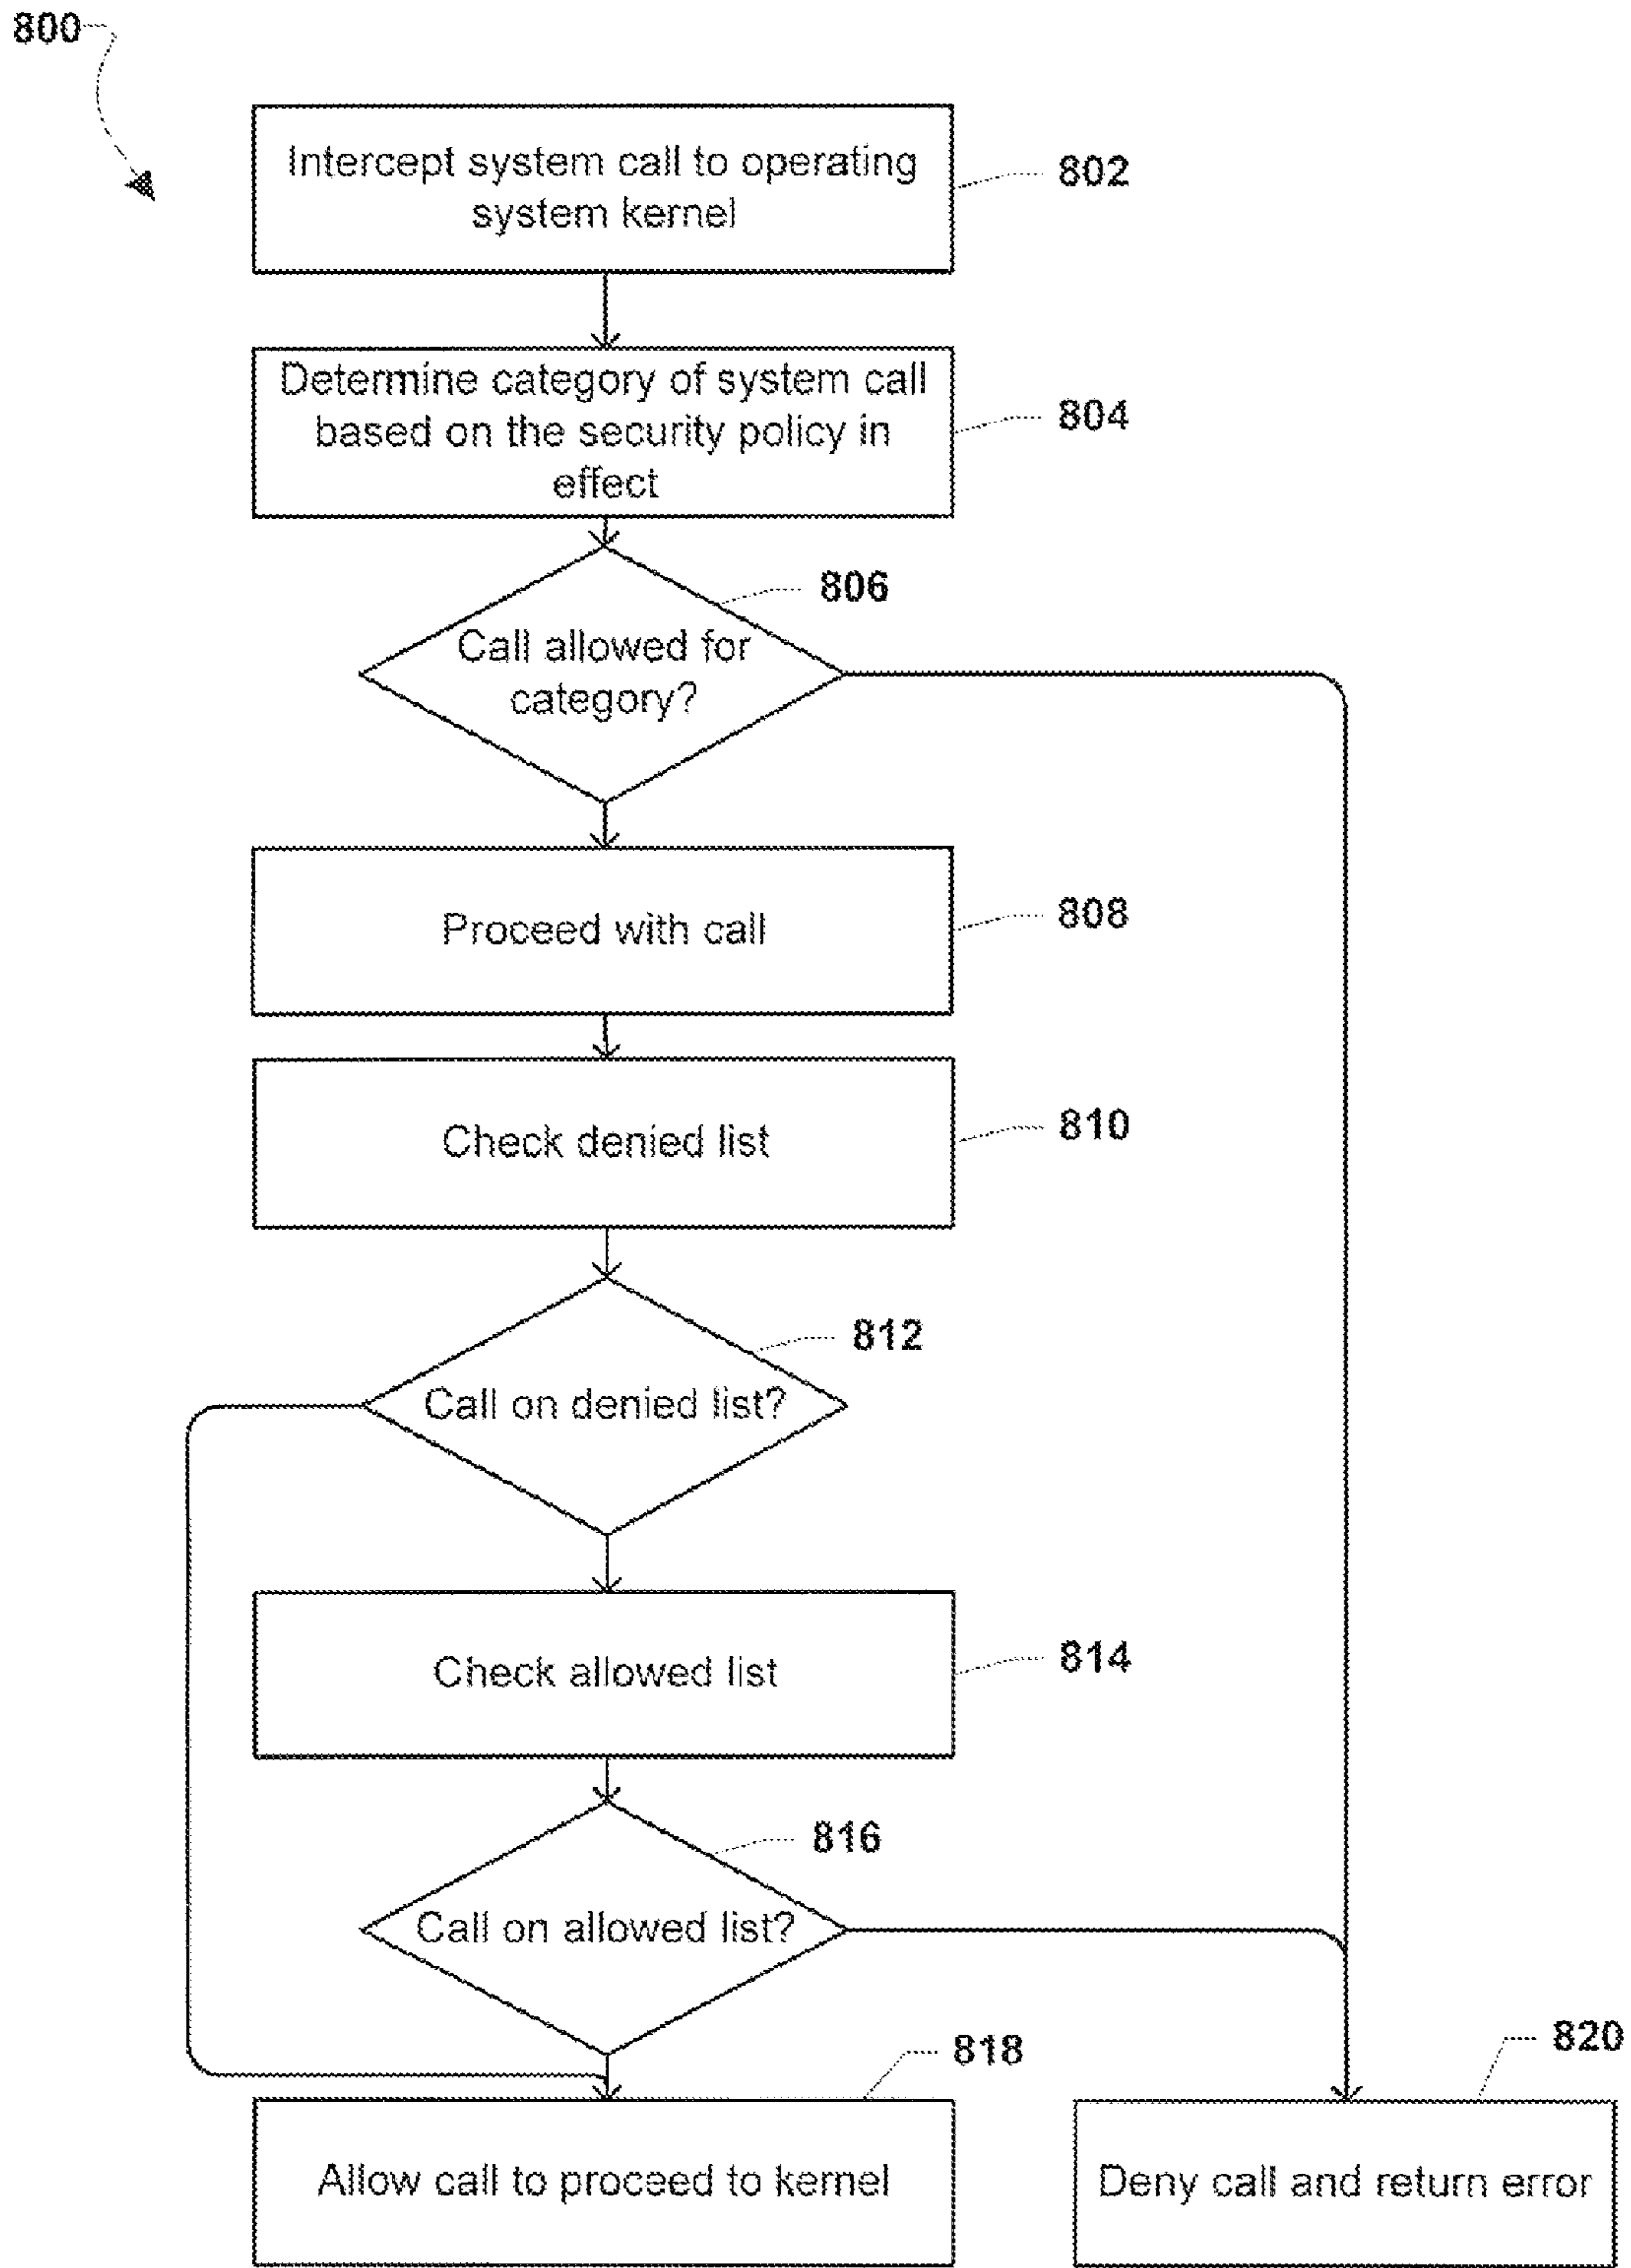 800
Intercept system call to operating
system kernel
802
Determine category of system call
based on the security policy in
effect
804
806
Call allowed for
category?
Proceed with call
808
Check denied list
810
812
Call on denied list?
Check allowed list
814
816
Call on allowed list?
818
820
Allow call to proceed to kernel
Deny call and return error